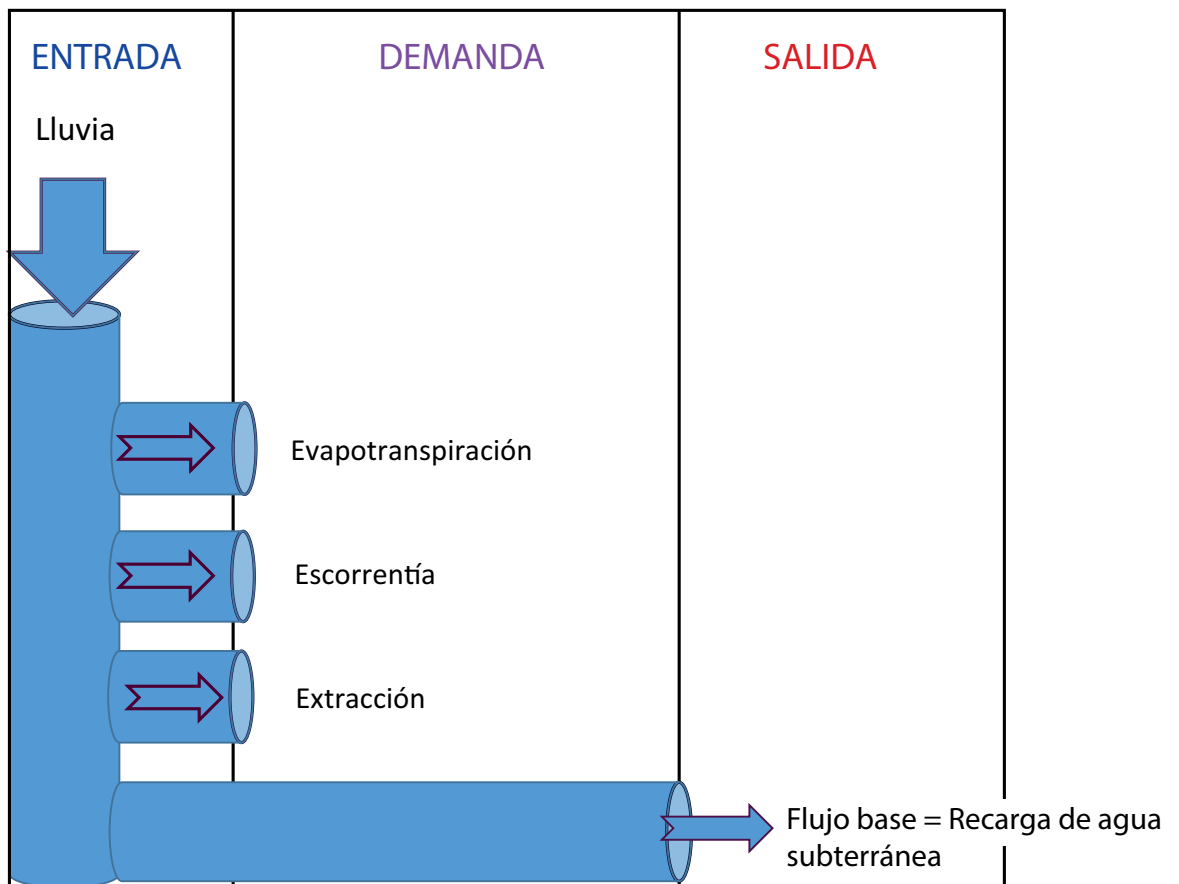 ENTRADA
DEMANDA
SALIDA
Lluvia
Evapotranspiración
Escorrentía
Extracción
Flujo base = Recarga de agua
subterránea